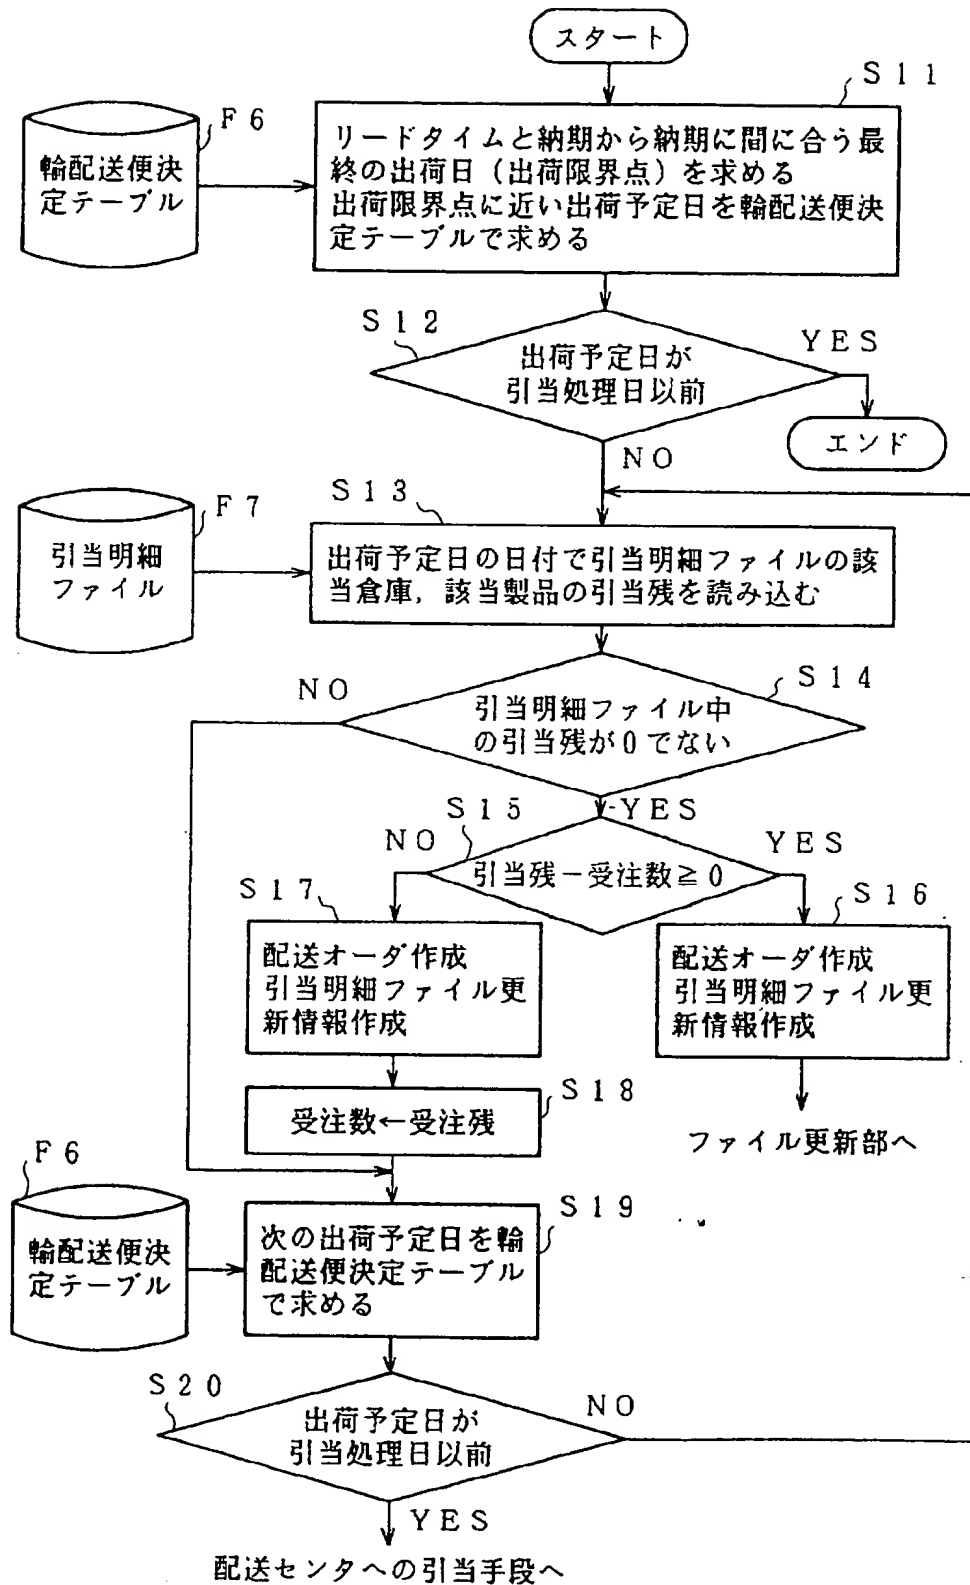 スタート
S11
F6
輸配送便決
定テーブル
リードタイムと納期から納期に間に合う最
終の出荷日（出荷限界点）を求める
出荷限界点に近い出荷予定日を輸配送便決
定テーブルで求める
S12
出荷予定日が
引当処理日以前
YES
エンド
NO
S13
F7
引当明細
ファイル
出荷予定日の日付で引当明細ファイルの該
当倉庫，該当製品の引当残を読み込む
NO
S14
引当明細ファイル中
の引当残が0でない
YES
S15
NO
YES
引当残－受注数≧0
S17
S16
配送オーダ作成
引当明細ファイル更
新情報作成
配送オーダ作成
引当明細ファイル更
新情報作成
S18
受注数←受注残
ファイル更新部へ
F6
輸配送便決
定テーブル
S19
次の出荷予定日を輸
配送便決定テーブル
で求める
S20
NO
出荷予定日が
引当処理日以前
YES
配送センタへの引当手段へ